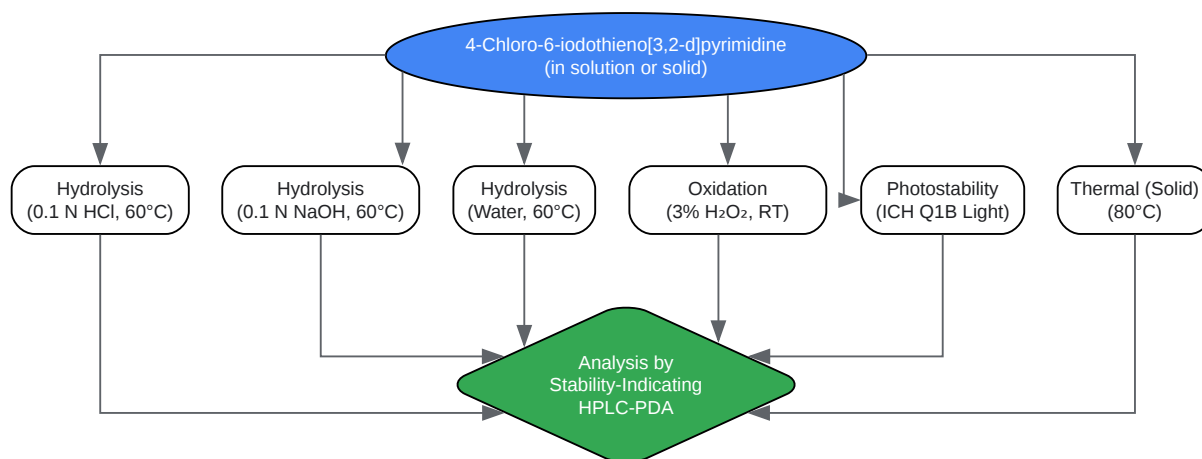 4-Chloro-6-iodothieno[3,2-d]pyrimidine
(in solution or solid)
Hydrolysis
(0.1 N HCl, 60°C)
Hydrolysis
(0.1 N NaOH, 60°C)
Hydrolysis
(Water, 60°C)
Oxidation
(3% H₂O₂, RT)
Photostability
(ICH Q1B Light)
Thermal (Solid)
(80°C)
Analysis by
Stability-Indicating
HPLC-PDA